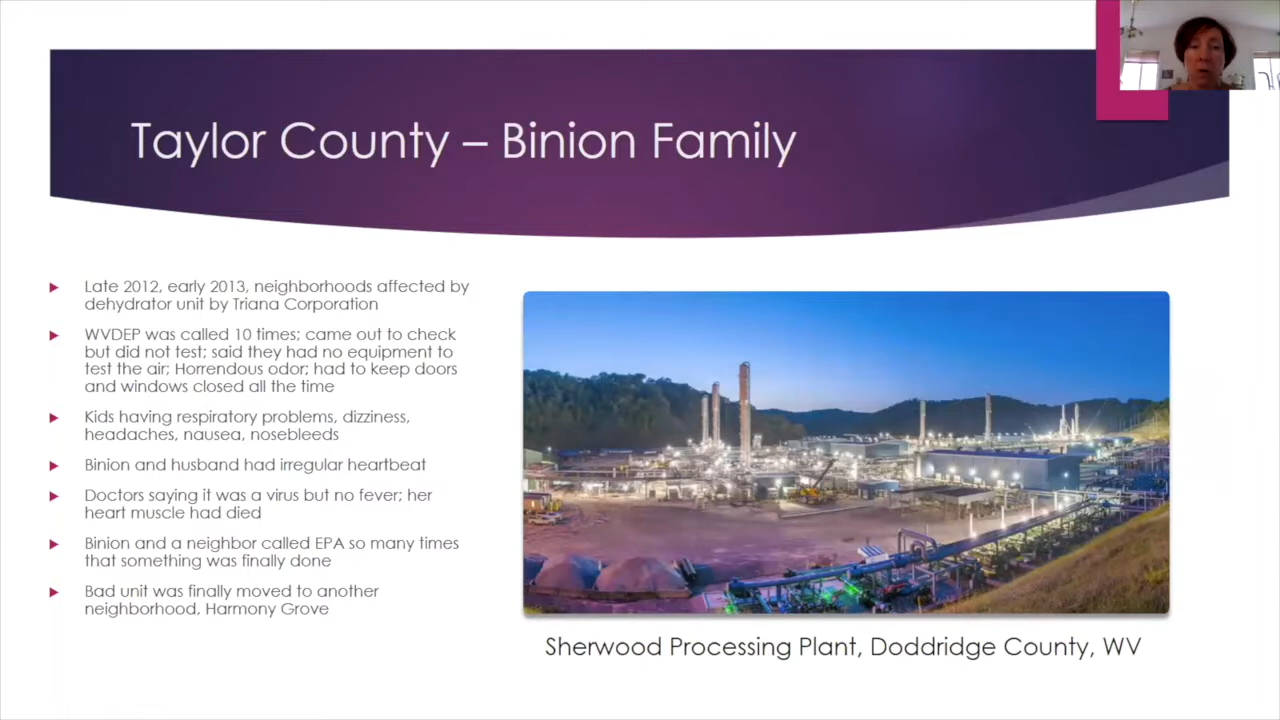 Taylor County – Binion Family
Late 2012, early 2013, neighborhoods affected by
dehydrator unit by Triana Corporation
WVDEP was called 10 times; came out to check
but did not test; said they had no equipment to
test the air; Horrendous odor; had to keep doors
and windows closed all the time
Kids having respiratory problems, dizziness,
headaches, nausea, nosebleeds
Binion and husband had irregular heartbeat
Doctors saying it was a virus but no fever; her
heart muscle had died
Binion and a neighbor called EPA so many times
that something was finally done
Bad unit was finally moved to another
neighborhood, Harmony Grove
Sherwood Processing Plant, Doddridge County, WV